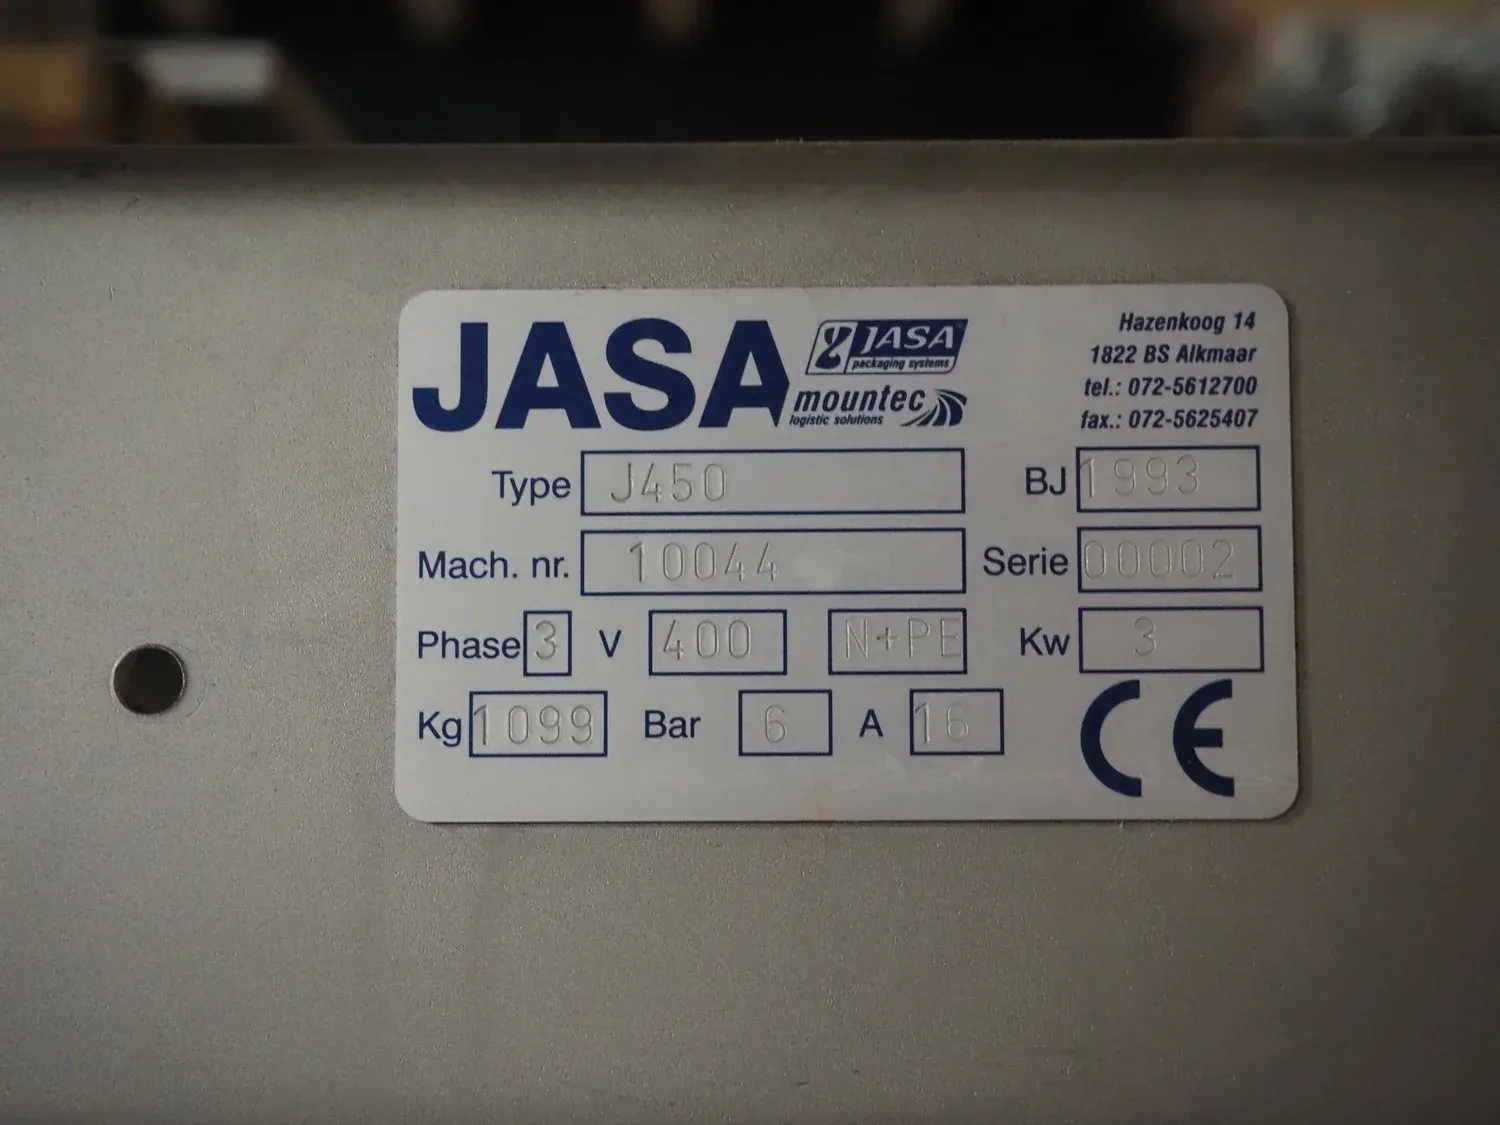 JASA
JASA®
packaging systems
mountec
logistic solutions
Hazenkoog 14
1822 BS Alkmaar
tel.: 072-5612700
fax.: 072-5625407
Type J450 BJ 1993
Mach. nr. 10044 Serie 00002
Phase 3 V 400 N+PE Kw 3
Kg 1099 Bar 6 A 16
CE